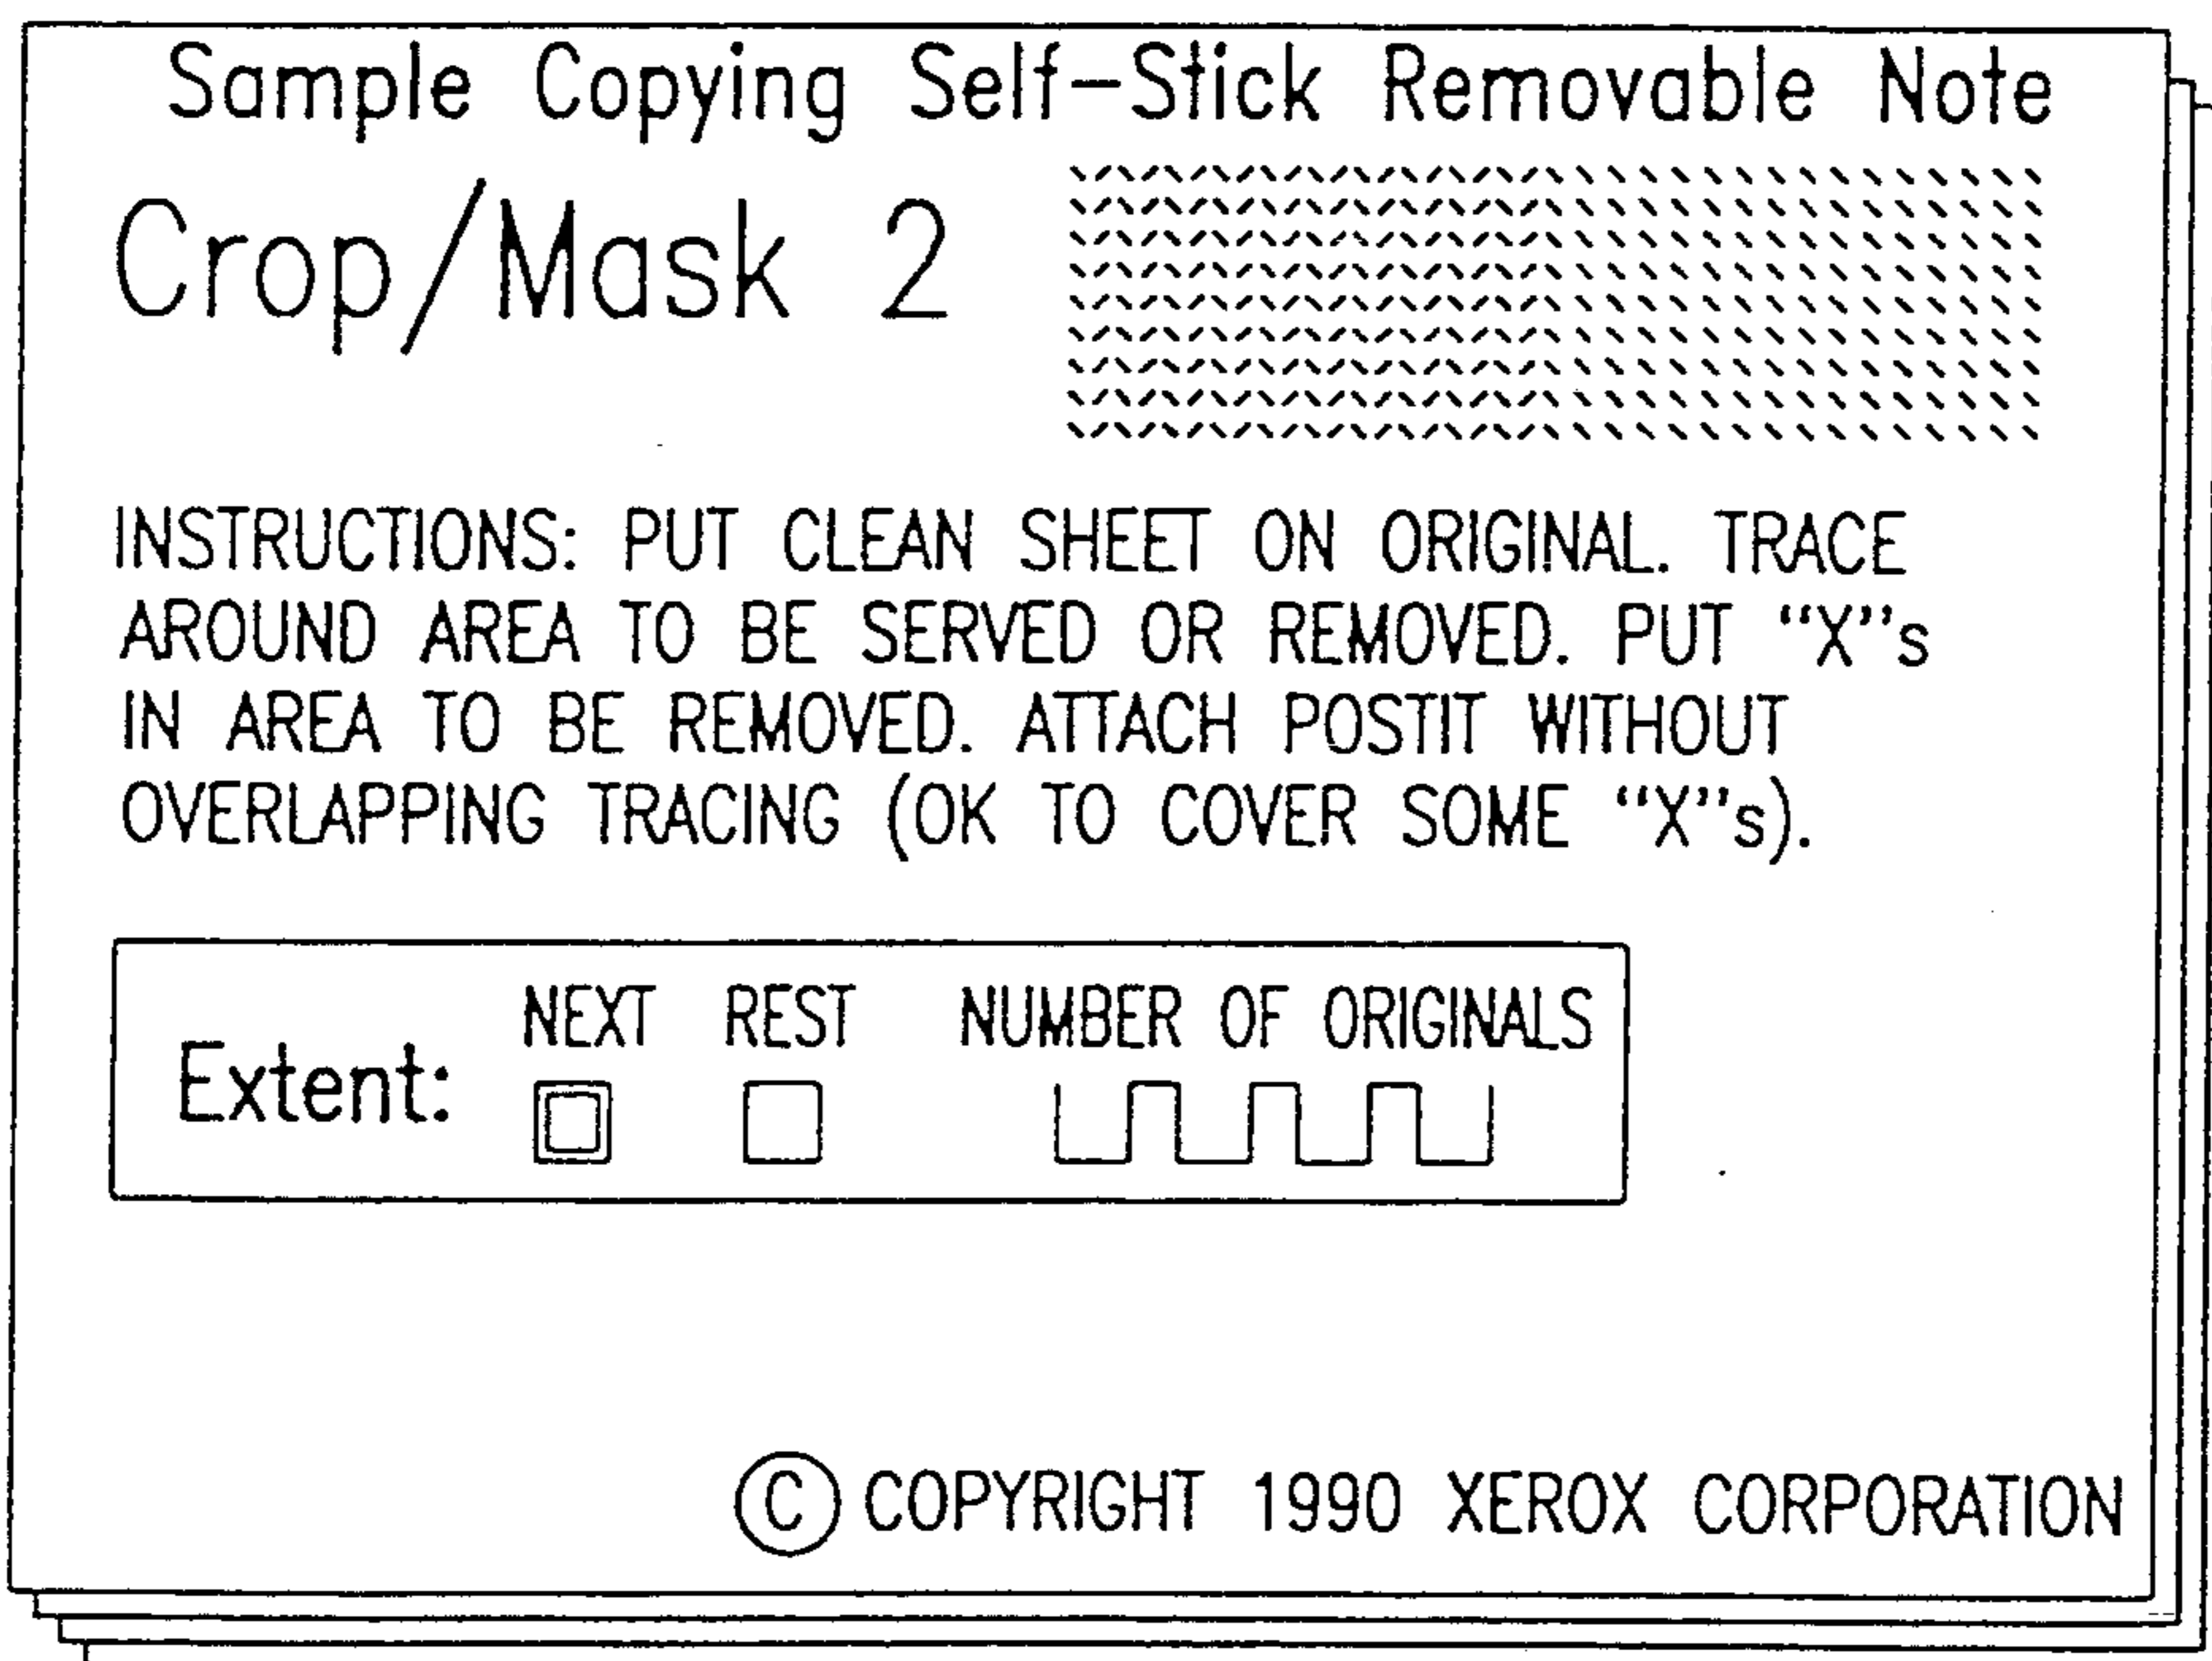 Sample Copying Self-Stick Removable Note
Crop/Mask 2
INSTRUCTIONS: PUT CLEAN SHEET ON ORIGINAL. TRACE
AROUND AREA TO BE SERVED OR REMOVED. PUT “X”s
IN AREA TO BE REMOVED. ATTACH POSTIT WITHOUT
OVERLAPPING TRACING (OK TO COVER SOME “X”s).
NEXT REST NUMBER OF ORIGINALS
Extent:
© COPYRIGHT 1990 XEROX CORPORATION